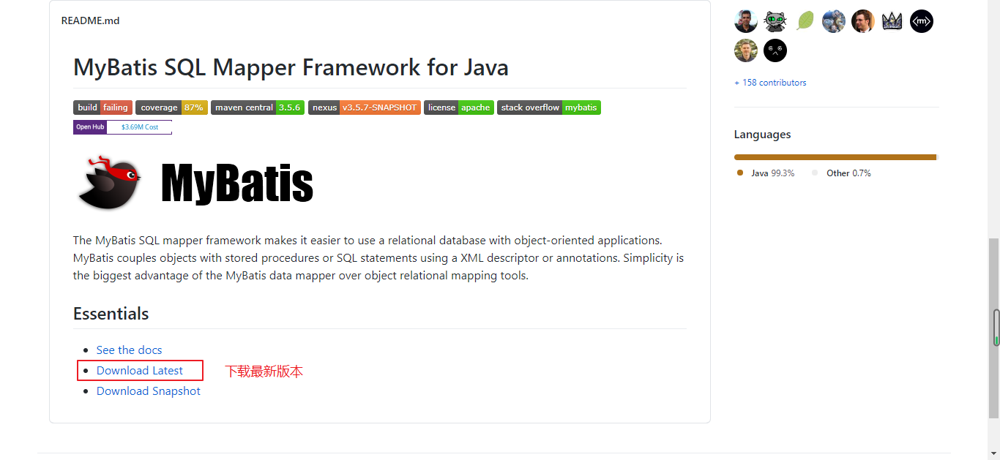 README.md
MyBatis SQL Mapper Framework for Java
build failing coverage 87% maven central 3.5.6 nexus v3.5.7-SNAPSHOT license apache stack overflow mybatis
Open Hub $3.69M Cost
MyBatis
The MyBatis SQL mapper framework makes it easier to use a relational database with object-oriented applications.
MyBatis couples objects with stored procedures or SQL statements using a XML descriptor or annotations. Simplicity is
the biggest advantage of the MyBatis data mapper over object relational mapping tools.
Essentials
See the docs
Download Latest 下载最新版本
Download Snapshot
+ 158 contributors
Languages
Java 99.3% Other 0.7%